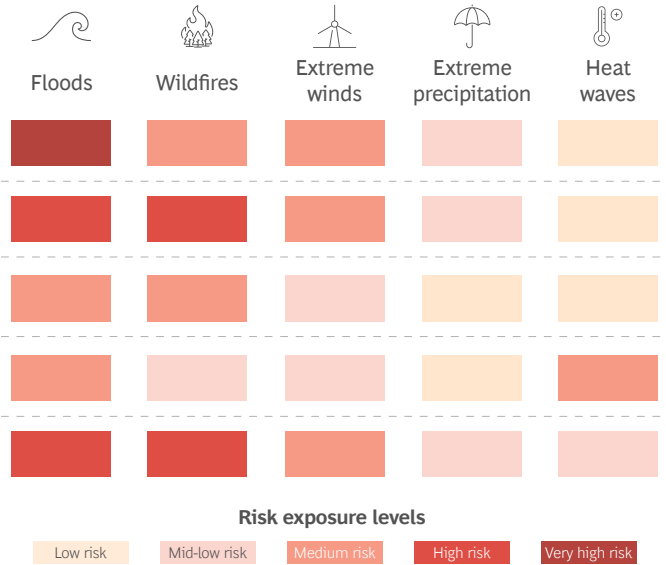 Floods
Wildfires
Extreme
winds
Extreme
precipitation
Heat
waves
Risk exposure levels
Low risk
Mid-low risk
Medium risk
High risk
Very high risk